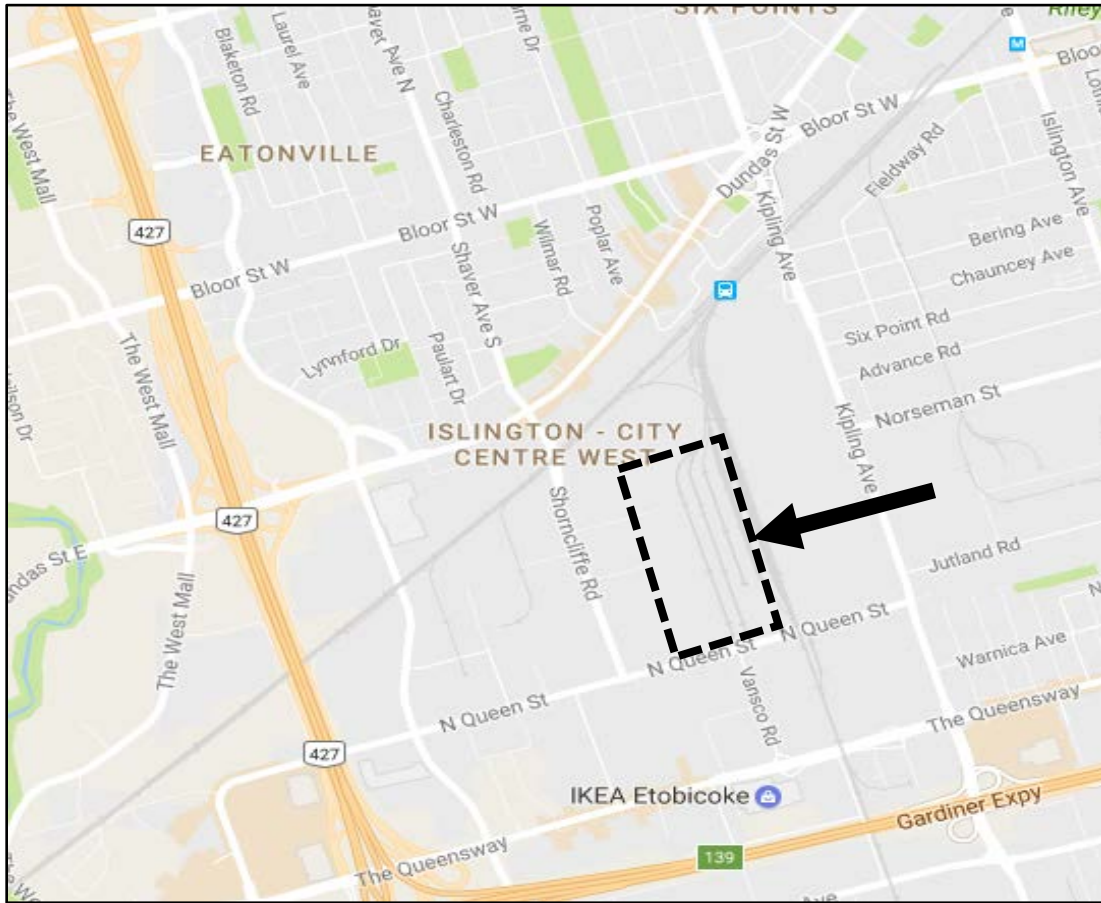 SIX POINTS
Riley
Blaketon Rd
Laurel Ave
Shaver Ave N
Charleston Rd
The West Mall
EATONVILLE
427
Bloor St W
Bloor St W
Shaver Ave S
Wilmar Rd
Poplar Ave
Dundas St W
Bloor St W
Kipling Ave
Fieldway Rd
M
Bloo
Islington Ave
Bering Ave
Chauncey Ave
Six Point Rd
Advance Rd
Norseman St
Kipling Ave
The West Mall
Lynnford Dr
Paulart Dr
ISLINGTON - CITY
CENTRE WEST
427
ndas St E
The West Mall
Shorncliffe Rd
Jutland Rd
N Queen St
N Queen St
N Queen St
Warnica Ave
Vansco Rd
The Queensway
427
IKEA Etobicoke
Gardiner Expy
139
The Queensway